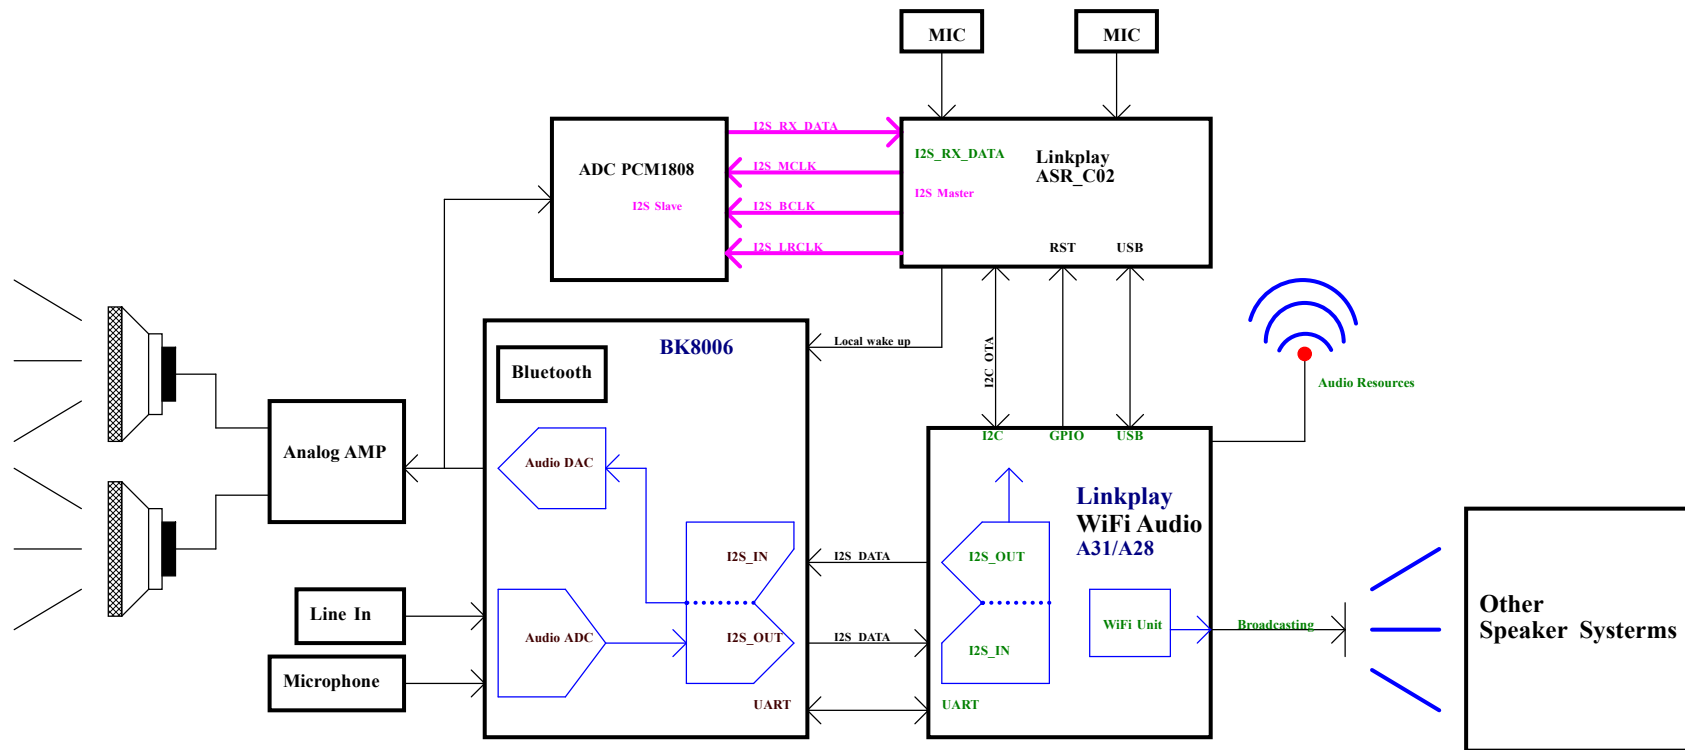 MIC
MIC
I2S_RX_DATA
I2S_MCLK
I2S_BCLK
I2S_LRCLK
ADC PCM1808
I2S Slave
I2S_RX_DATA
I2S Master
Linkplay
ASR_C02
RST
USB
Local wake up
I2C_OTA
BK8006
Bluetooth
Audio Resources
I2C
GPIO
USB
Analog AMP
Audio DAC
Linkplay
WiFi Audio
A31/A28
I2S_IN
I2S_DATA
I2S_OUT
Line In
Audio ADC
I2S_OUT
I2S_DATA
I2S_IN
WiFi Unit
Broadcasting
Other
Speaker Systerms
Microphone
UART
UART